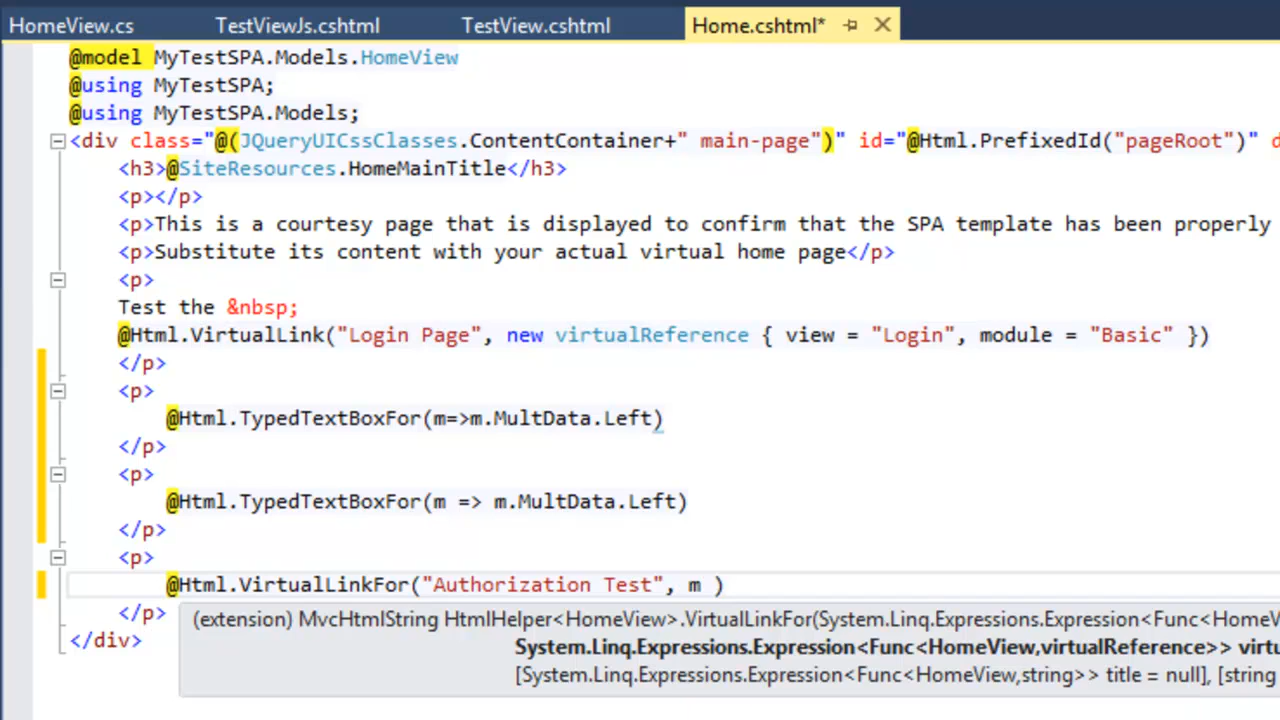 HomeView.cs TestViewJs.cshtml TestView.cshtml Home.cshtml*
@model MyTestSPA.Models.HomeView
@using MyTestSPA;
@using MyTestSPA.Models;
<div class="@(JQueryUICssClasses.ContentContainer+" main-page")" id="@Html.PrefixedId("pageRoot")" d
<h3>@SiteResources.HomeMainTitle</h3>
<p></p>
<p>This is a courtesy page that is displayed to confirm that the SPA template has been properly
<p>Substitute its content with your actual virtual home page</p>
<p>
Test the &nbsp;
@Html.VirtualLink("Login Page", new virtualReference { view = "Login", module = "Basic" })
</p>
<p>
@Html.TypedTextBoxFor(m=>m.MultData.Left)
</p>
<p>
@Html.TypedTextBoxFor(m => m.MultData.Left)
</p>
<p>
@Html.VirtualLinkFor("Authorization Test", m )
</p>
(extension) MvcHtmlString HtmlHelper<HomeView>.VirtualLinkFor(System.Linq.Expressions.Expression<Func<HomeV
</div>
System.Linq.Expressions.Expression<Func<HomeView,virtualReference>> virtu
[System.Linq.Expressions.Expression<Func<HomeView,string>> title = null], [string